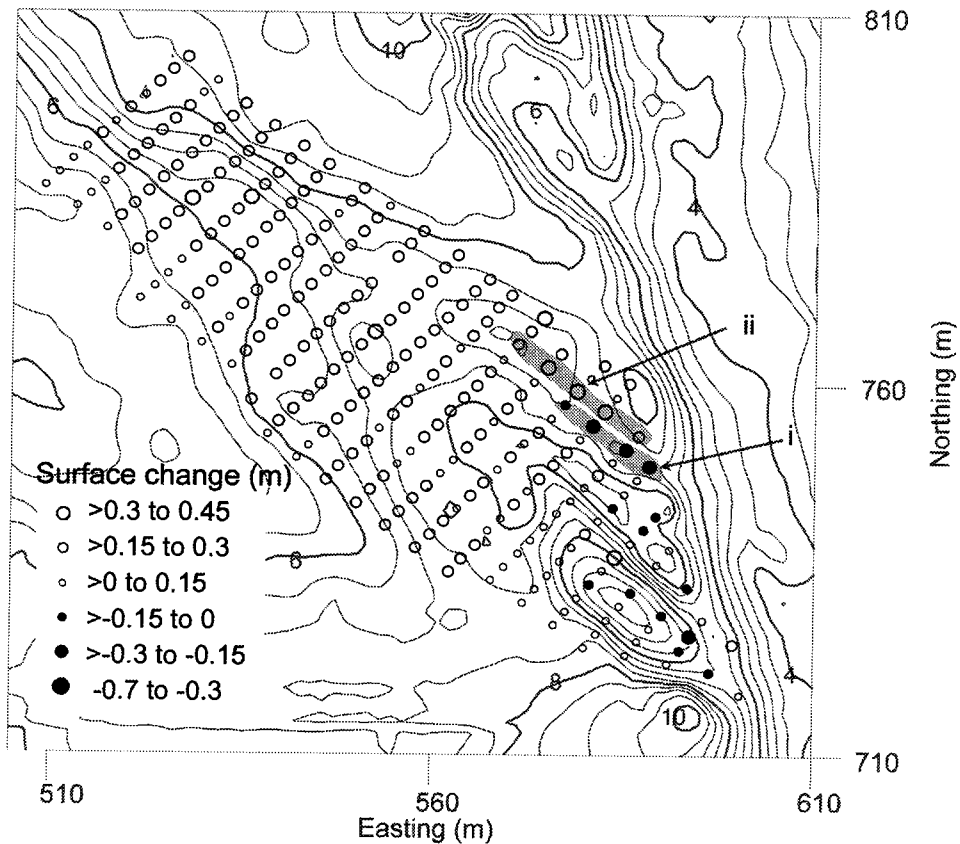 810
10
6
6
6
4
ii
Northing (m)
760
i
Surface change (m)
>0.3 to 0.45
>0.15 to 0.3
>0 to 0.15
>-0.15 to 0
>-0.3 to -0.15
-0.7 to -0.3
8
8
4
10
710
510
560
610
Easting (m)